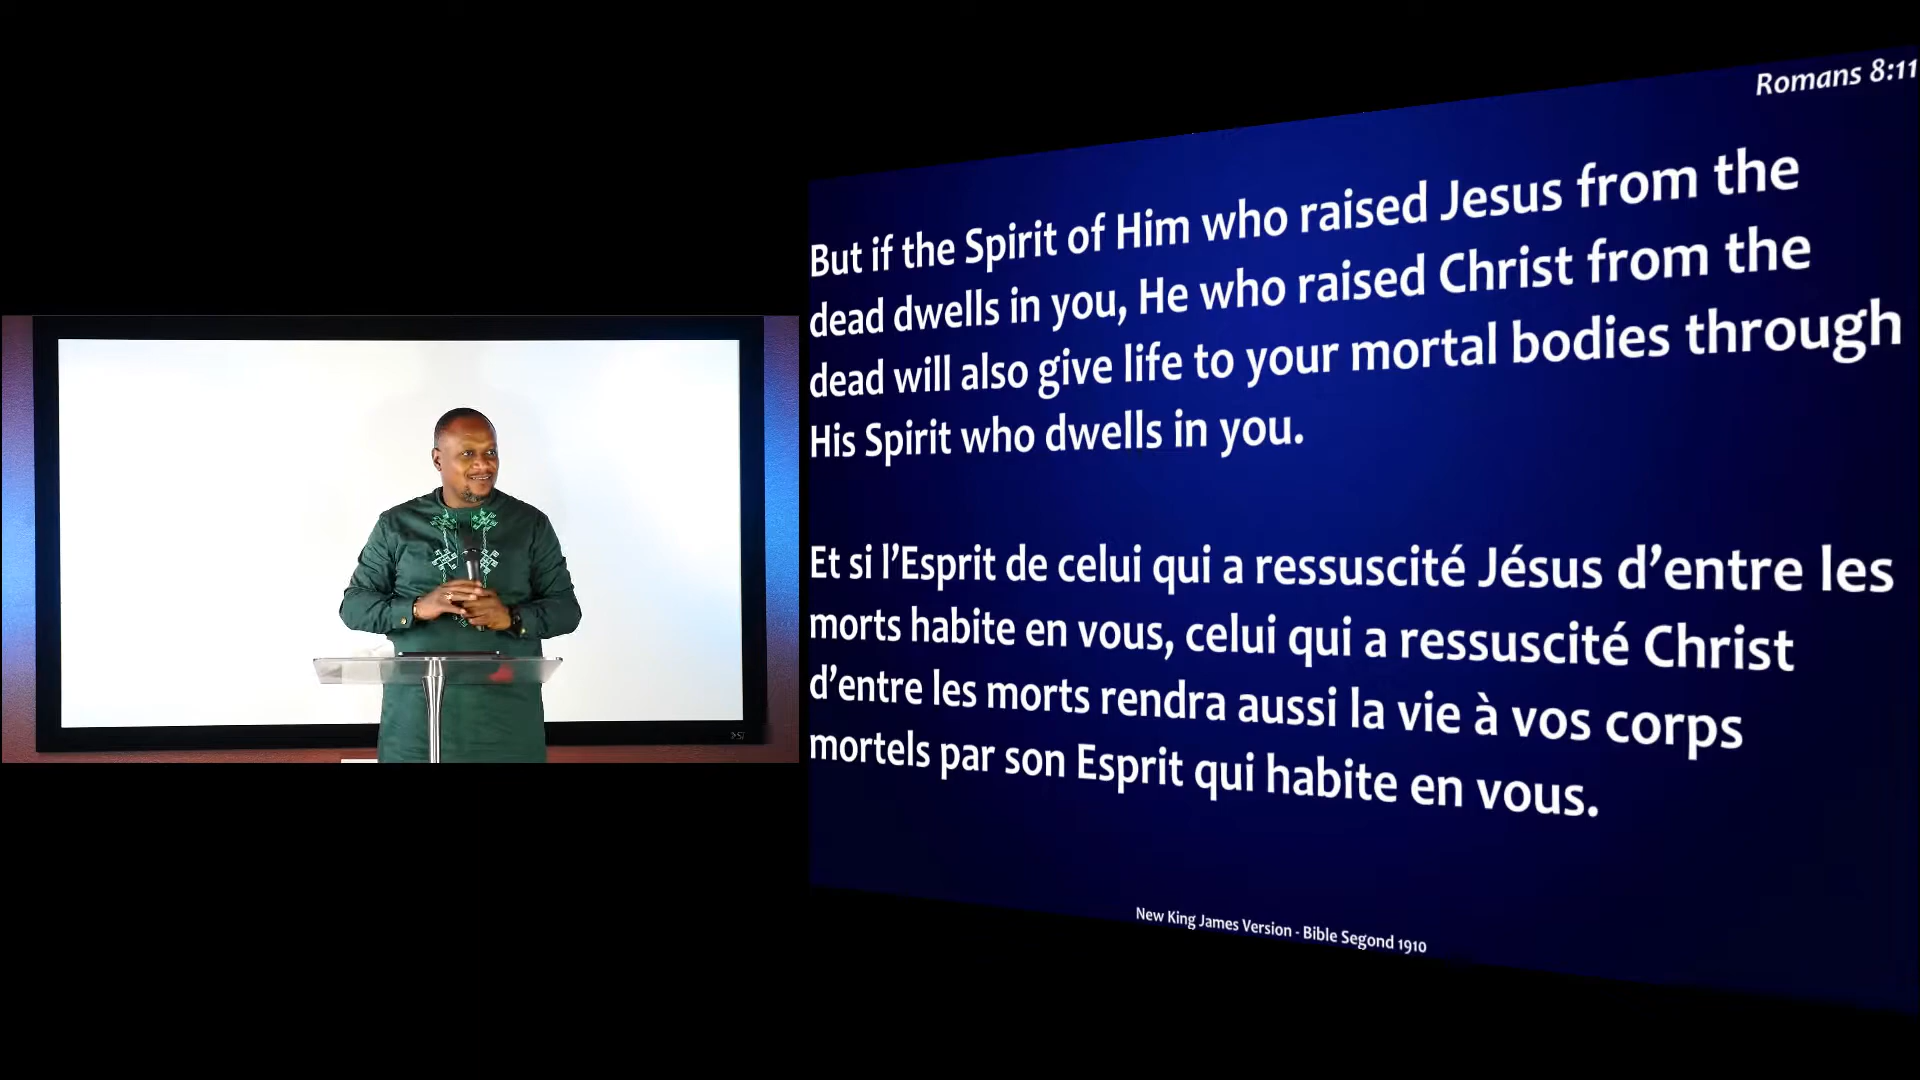 Romans 8:11
But if the Spirit of Him who raised Jesus from the
dead dwells in you, He who raised Christ from the
dead will also give life to your mortal bodies through
His Spirit who dwells in you.
Et si l’Esprit de celui qui a ressuscité Jésus d’entre les
morts habite en vous, celui qui a ressuscité Christ
d’entre les morts rendra aussi la vie à vos corps
mortels par son Esprit qui habite en vous.
New King James Version - Bible Segond 1910